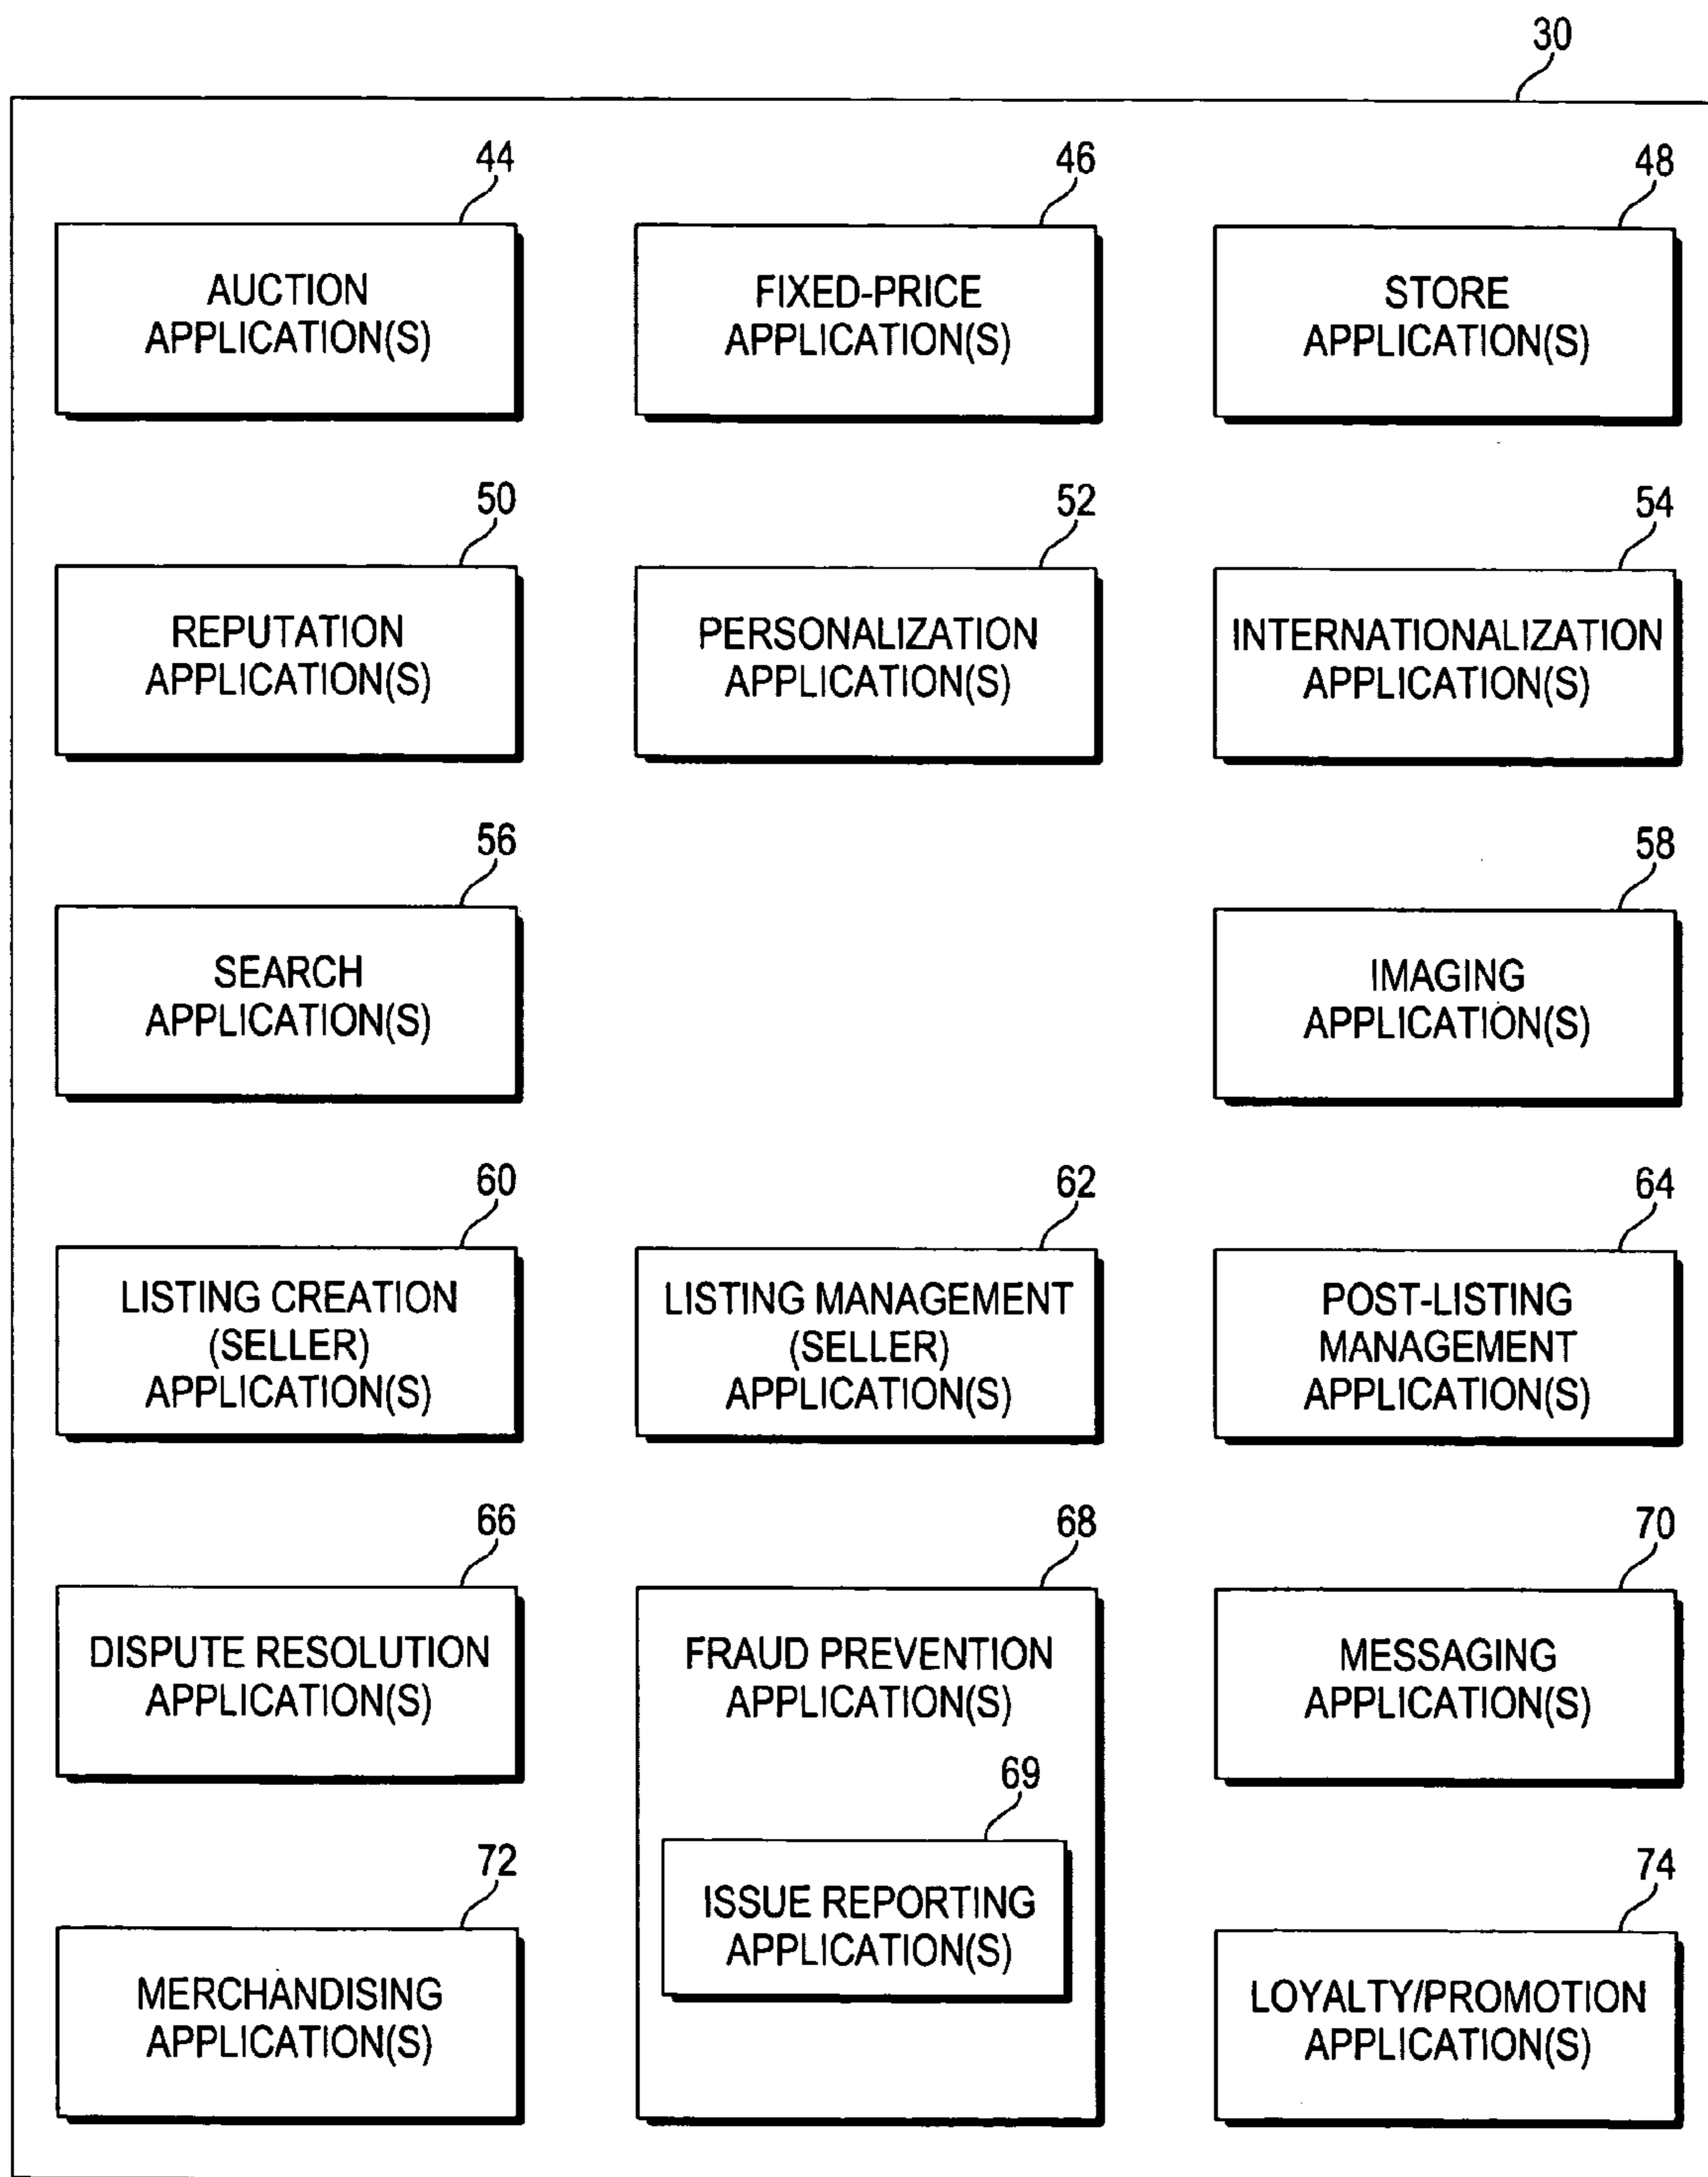 30
44
AUCTION
APPLICATION(S)
46
FIXED-PRICE
APPLICATION(S)
48
STORE
APPLICATION(S)
50
REPUTATION
APPLICATION(S)
52
PERSONALIZATION
APPLICATION(S)
54
INTERNATIONALIZATION
APPLICATION(S)
56
SEARCH
APPLICATION(S)
58
IMAGING
APPLICATION(S)
60
LISTING CREATION
(SELLER)
APPLICATION(S)
62
LISTING MANAGEMENT
(SELLER)
APPLICATION(S)
64
POST-LISTING
MANAGEMENT
APPLICATION(S)
66
DISPUTE RESOLUTION
APPLICATION(S)
68
FRAUD PREVENTION
APPLICATION(S)
69
ISSUE REPORTING
APPLICATION(S)
70
MESSAGING
APPLICATION(S)
72
MERCHANDISING
APPLICATION(S)
74
LOYALTY/PROMOTION
APPLICATION(S)